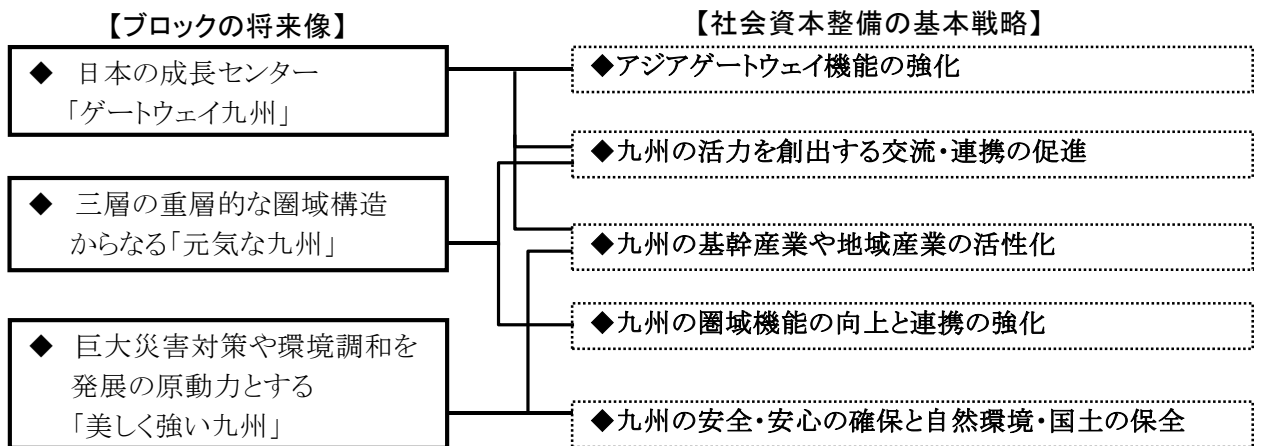 【ブロックの将来像】
◆ 日本の成長センター
「ゲートウェイ九州」
◆ 三層の重層的な圏域構造
からなる「元気な九州」
◆ 巨大災害対策や環境調和を
発展の原動力とする
「美しく強い九州」
【社会資本整備の基本戦略】
◆アジアゲートウェイ機能の強化
◆九州の活力を創出する交流・連携の促進
◆九州の基幹産業や地域産業の活性化
◆九州の圏域機能の向上と連携の強化
◆九州の安全・安心の確保と自然環境・国土の保全